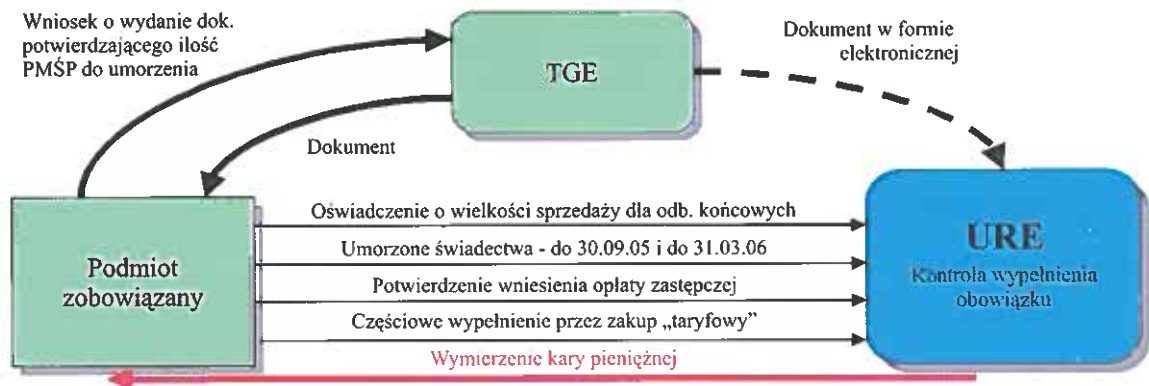 Wniosek o wydanie dok.
potwierdzającego ilość
PMŚP do umorzenia
TGE
Dokument w formie
elektronicznej
Dokument
Podmiot
zobowiązany
Oświadczenie o wielkości sprzedaży dla odb. końcowych
Umorzone świadectwa - do 30.09.05 i do 31.03.06
Potwierdzenie wniesienia opłaty zastępczej
Częściowe wypełnienie przez zakup „taryfowy”
Wymierzenie kary pieniężnej
URE
Kontrola wypełnienia
obowiązku